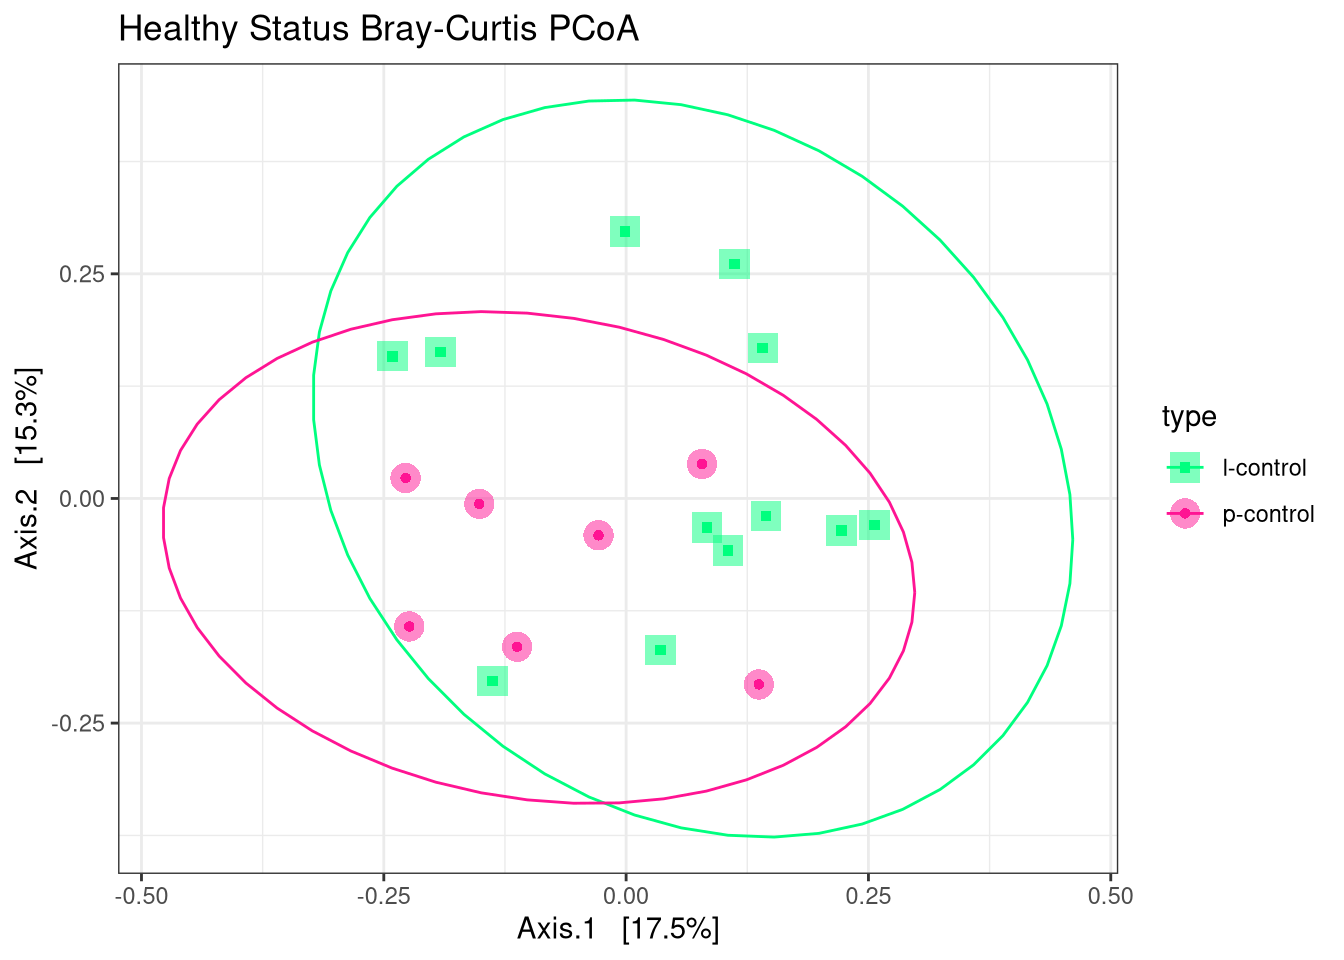 Healthy Status Bray-Curtis PCoA
0.25
0.00
-0.25
Axis.2 [15.3%]
-0.50 -0.25 0.00 0.25 0.50
Axis.1 [17.5%]
type
l-control
p-control